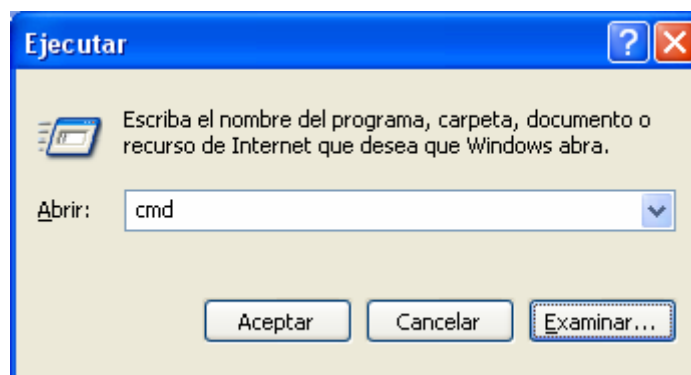 Ejecutar
Escriba el nombre del programa, carpeta, documento o
recurso de Internet que desea que Windows abra.
Abrir: cmd
Aceptar Cancelar Examinar...